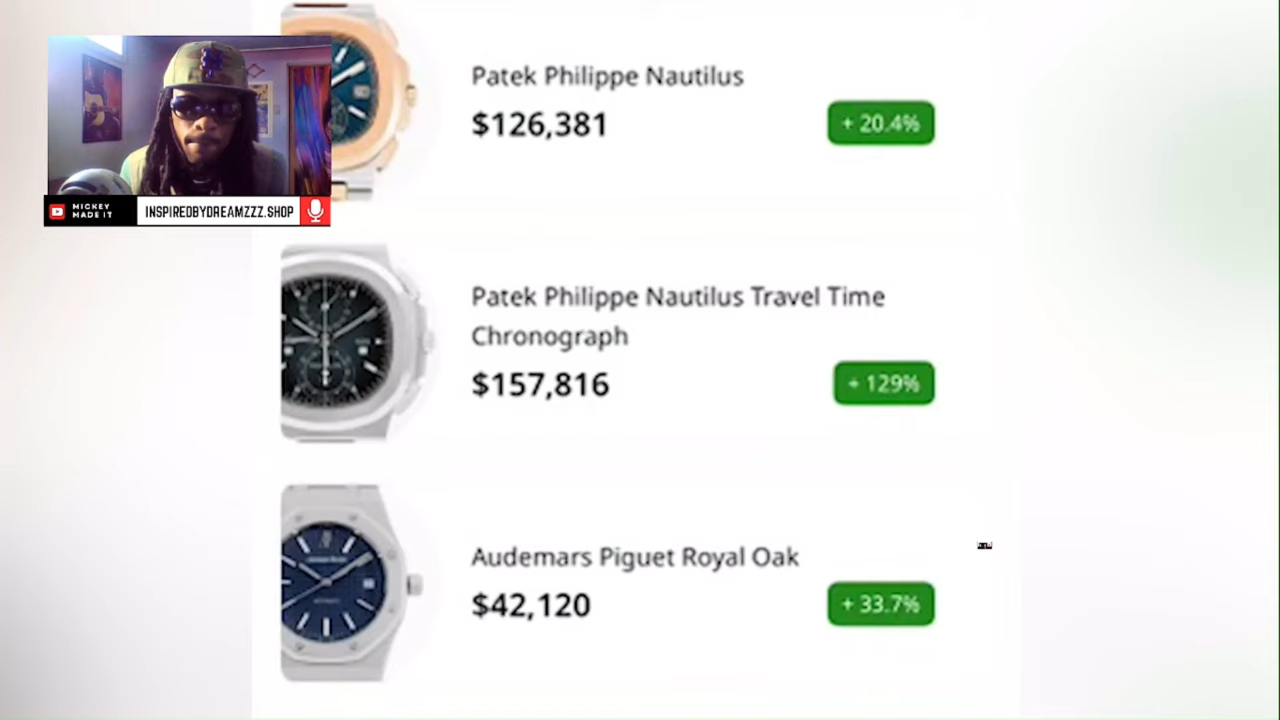 Patek Philippe Nautilus
$126,381
+ 20.4%
MICKEY
MADE IT
INSPIREDBYDREAMZZZ.SHOP
Patek Philippe Nautilus Travel Time
Chronograph
$157,816
+ 129%
Audemars Piguet Royal Oak
$42,120
+ 33.7%